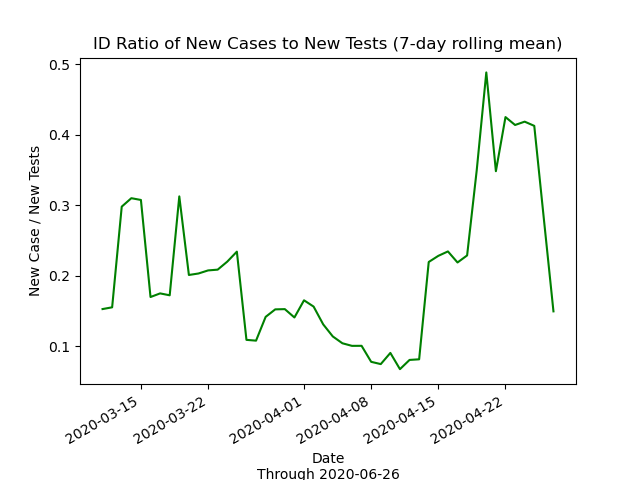 ID Ratio of New Cases to New Tests (7-day rolling mean)
New Case / New Tests
0.5
0.4
0.3
0.2
0.1
2020-03-15
2020-03-22
2020-04-01
2020-04-08
2020-04-15
2020-04-22
Date
Through 2020-06-26